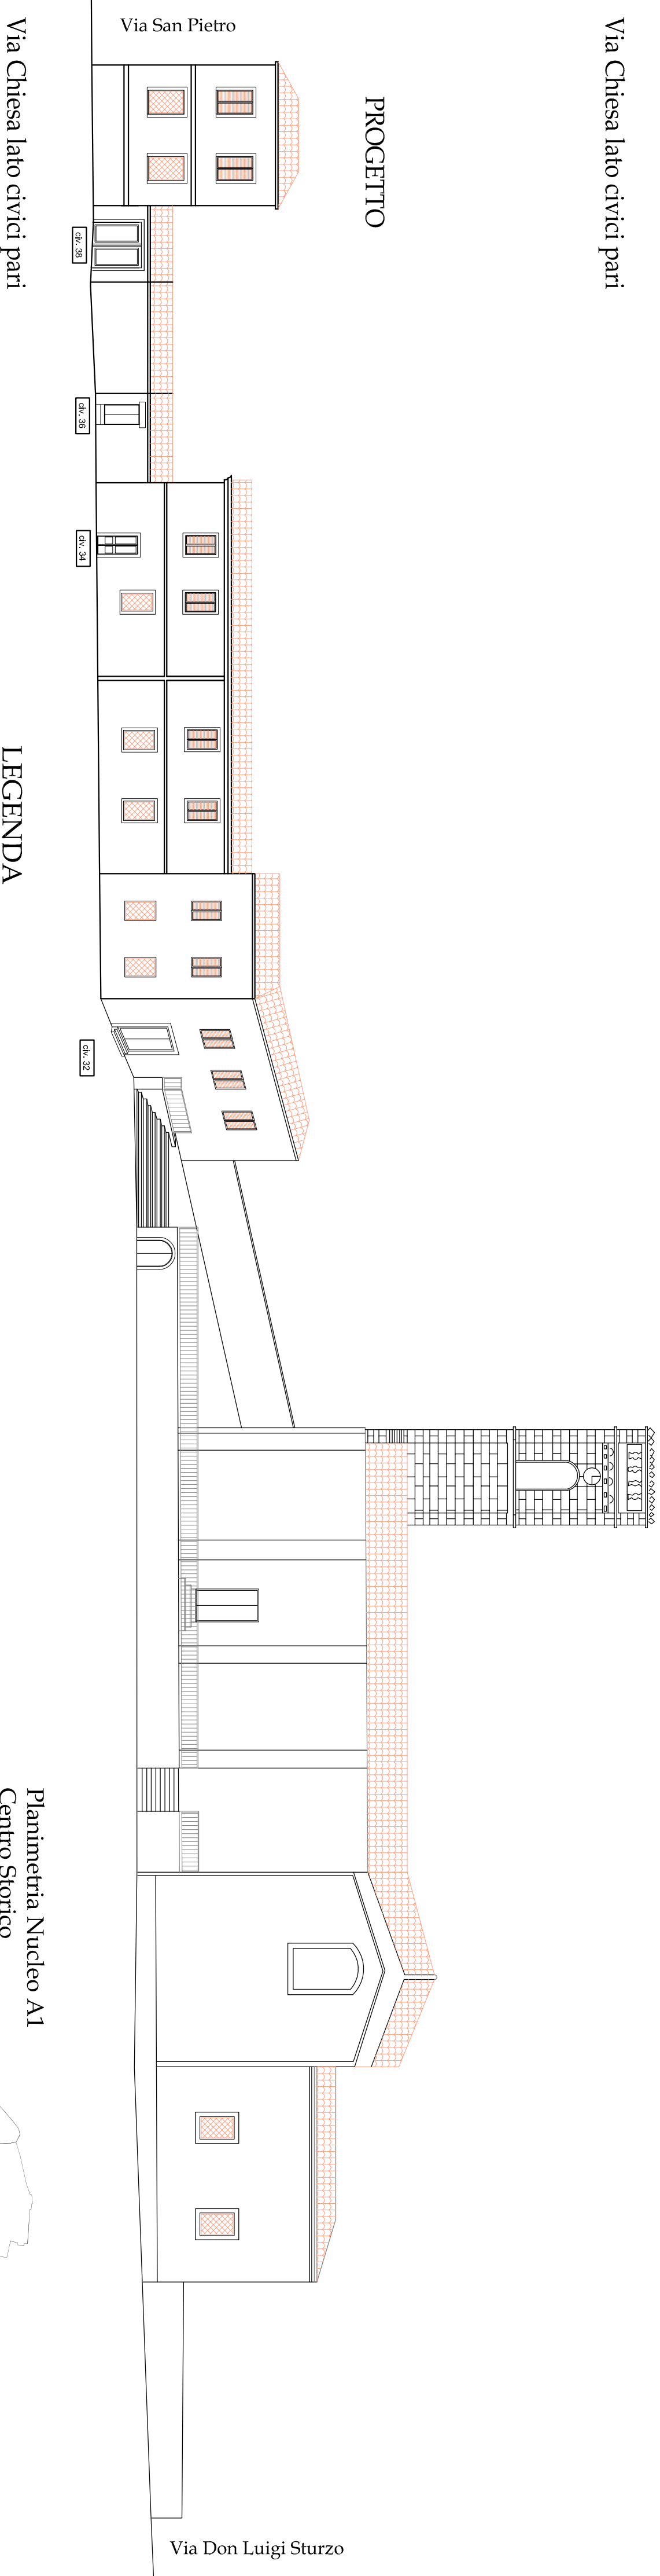 Via Chiesa lato civici pari
PROGETTO
Via San Pietro
civ. 38
civ. 36
civ. 34
civ. 32
Via Don Luigi Sturzo
Via Chiesa lato civici pari
LEGENDA
Planimetria Nucleo A1
Centro Storico